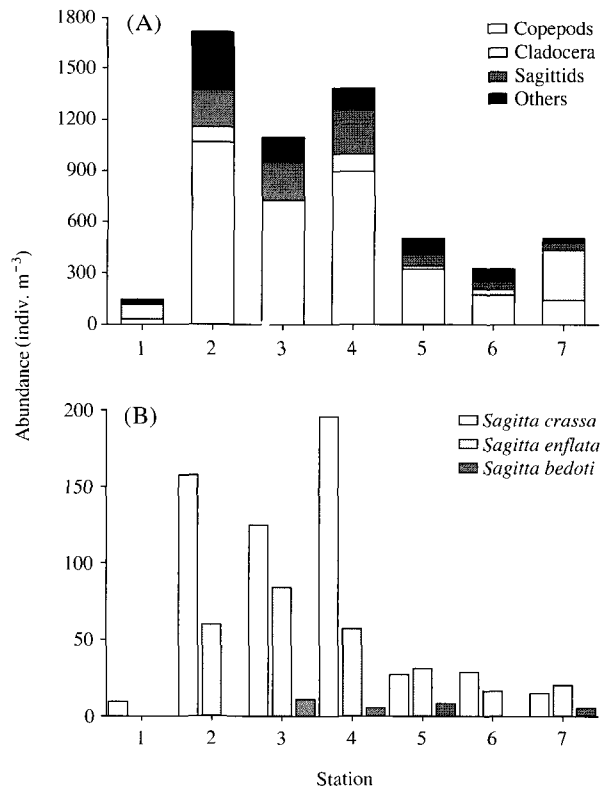 (A)
Copepods
Cladocera
Sagittids
Others
1800
1500
1200
900
600
300
0
1 2 3 4 5 6 7
Abundance (indiv. m⁻³)
(B)
Sagitta crassa
Sagitta enflata
Sagitta bedoti
200
150
100
50
0
1 2 3 4 5 6 7
Station